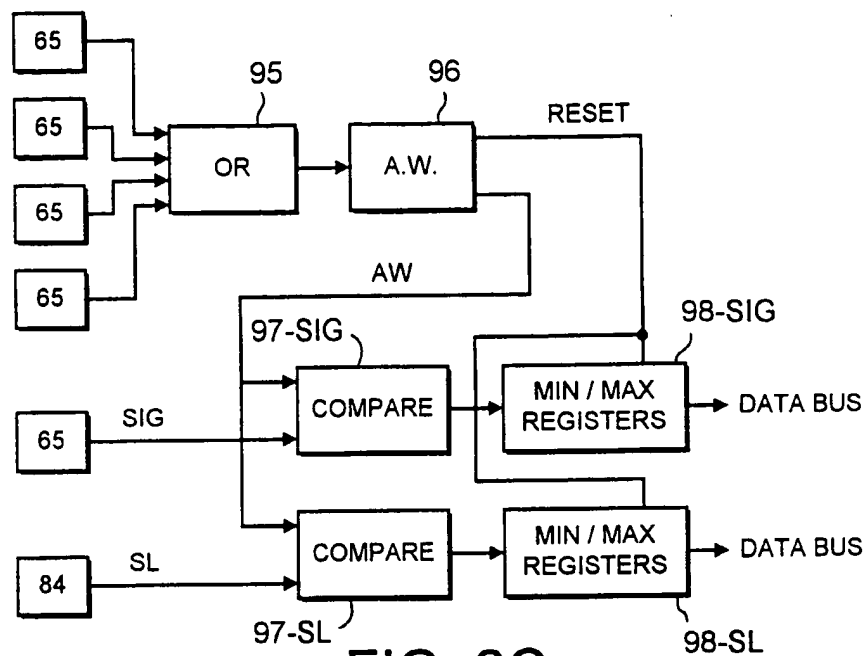 65
95
96
RESET
65
OR
A.W.
65
65
AW
97-SIG
98-SIG
COMPARE
MIN / MAX
REGISTERS
DATA BUS
65
SIG
COMPARE
MIN / MAX
REGISTERS
DATA BUS
84
SL
97-SL
98-SL